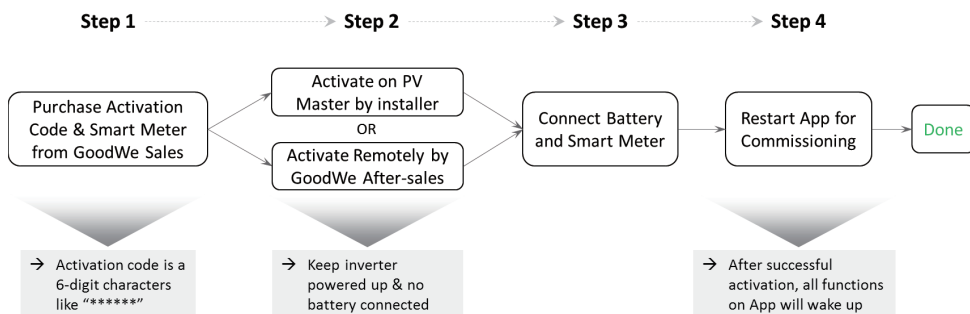 Step 1
Step 2
Step 3
Step 4
Purchase Activation
Code & Smart Meter
from GoodWe Sales
Activate on PV
Master by installer
OR
Activate Remotely by
GoodWe After-sales
Connect Battery
and Smart Meter
Restart App for
Commissioning
Done
→ Activation code is a
6-digit characters
like “******”
→ Keep inverter
powered up & no
battery connected
→ After successful
activation, all functions
on App will wake up